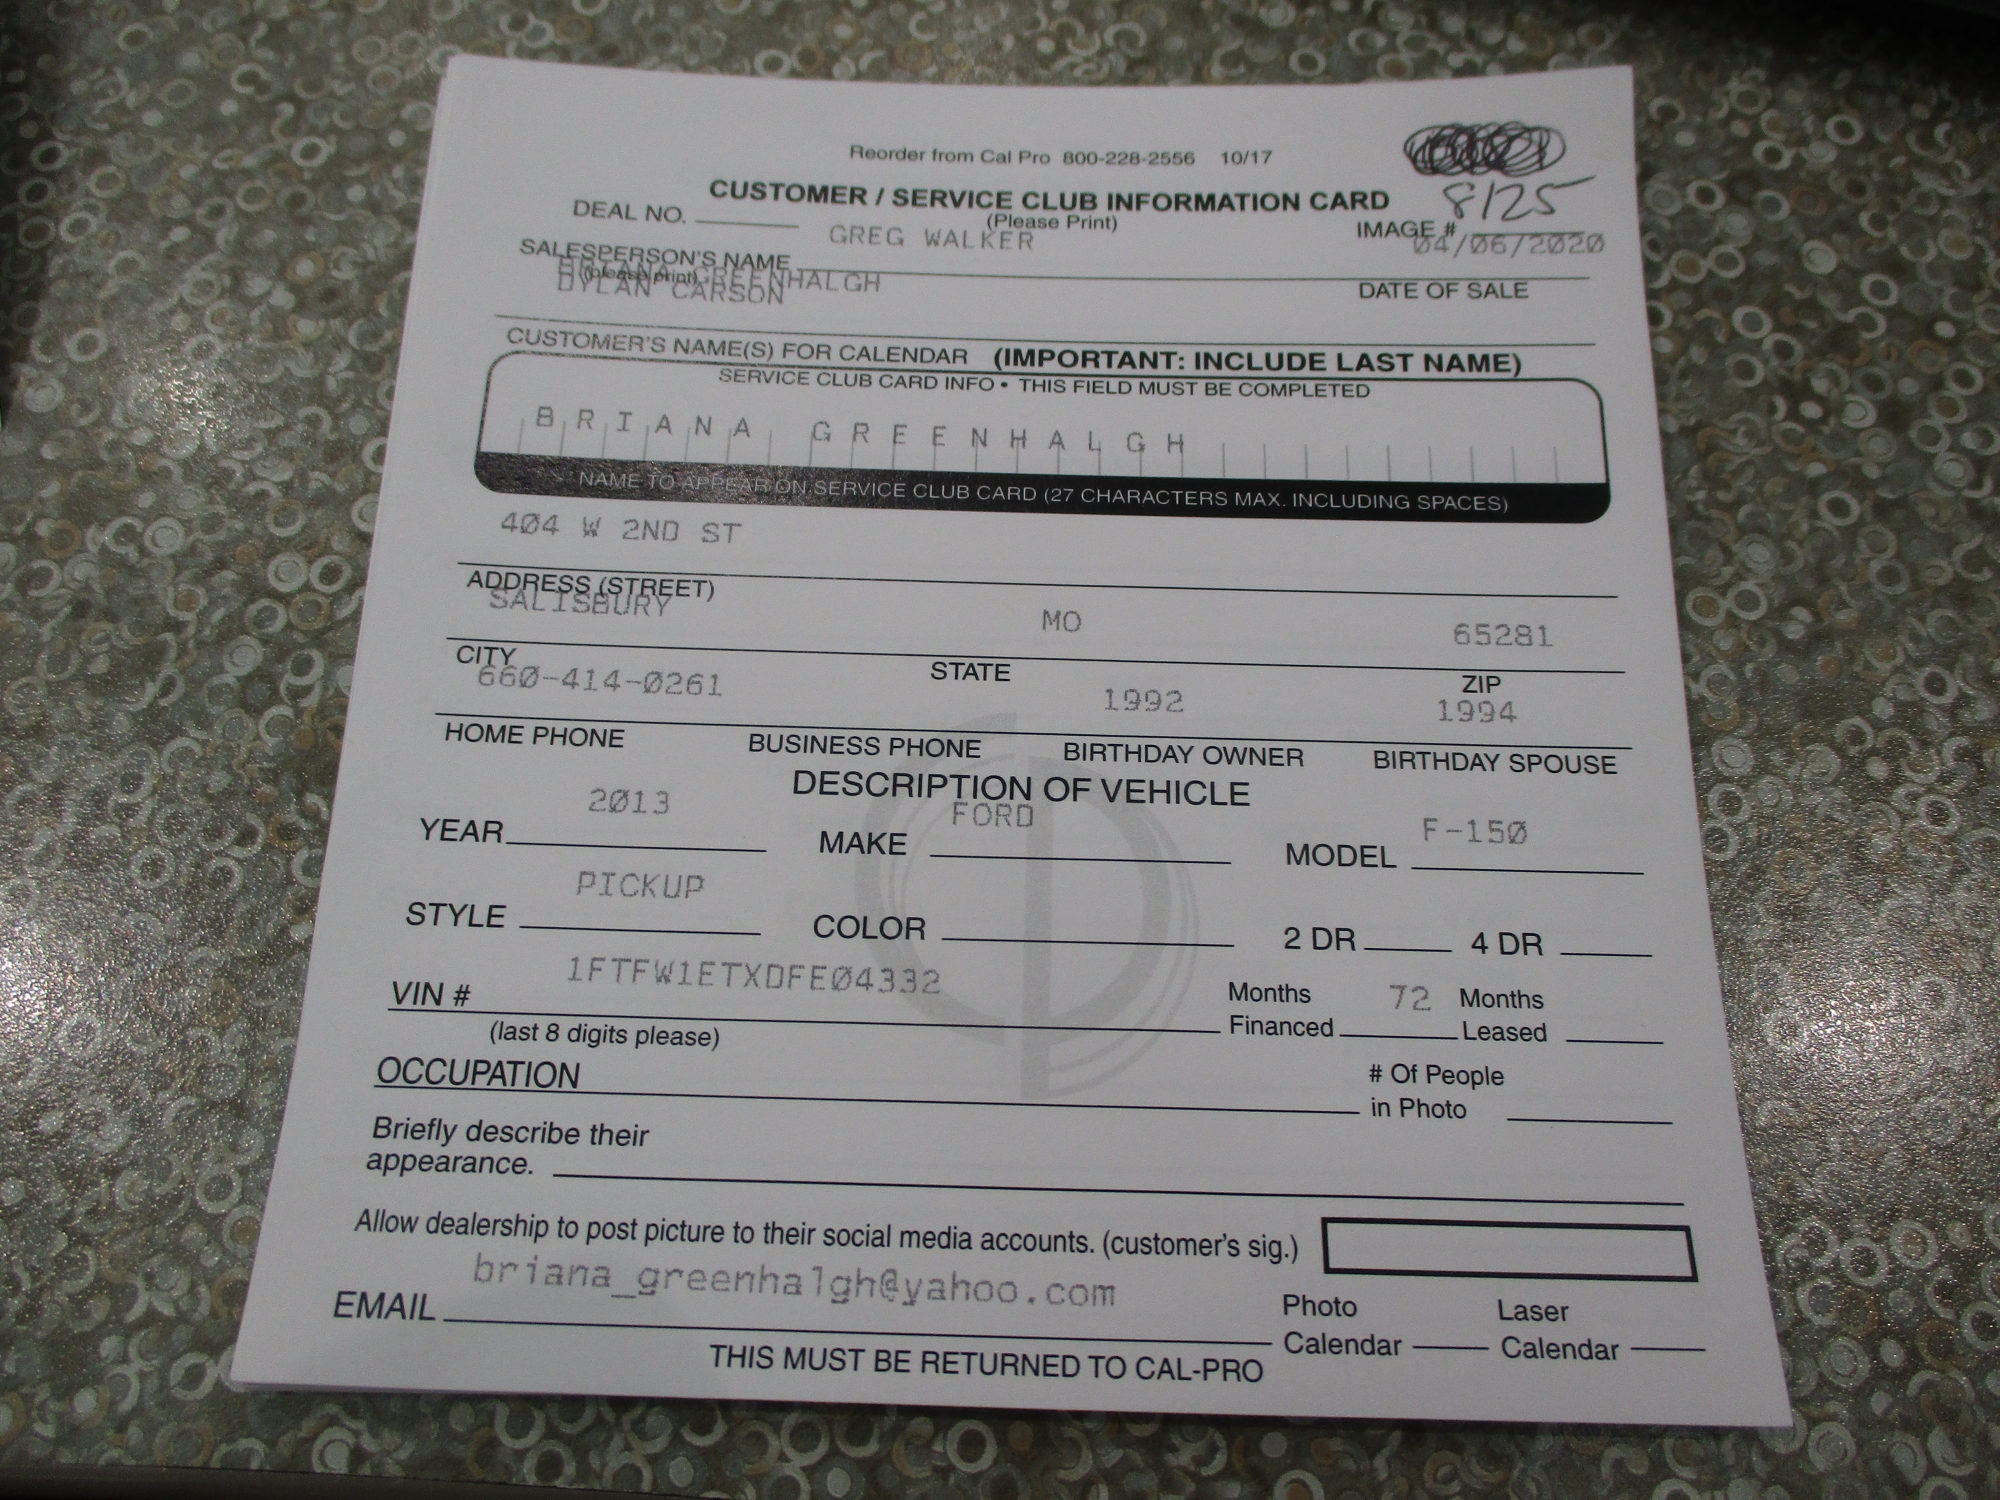 Reorder from Cal Pro 800-228-2556 10/17
CUSTOMER / SERVICE CLUB INFORMATION CARD
8125
DEAL NO.
(Please Print)
IMAGE #
GREG WALKER
04/06/2020
SALESPERSON'S NAME
(please print)
DATE OF SALE
BRIANA GREENHALGH
DYLAN CARSON
CUSTOMER'S NAME(S) FOR CALENDAR (IMPORTANT: INCLUDE LAST NAME)
SERVICE CLUB CARD INFO • THIS FIELD MUST BE COMPLETED
BRIANA GREENHALGH
NAME TO APPEAR ON SERVICE CLUB CARD (27 CHARACTERS MAX. INCLUDING SPACES)
404 W 2ND ST
ADDRESS (STREET)
SALISBURY MO 65281
CITY STATE ZIP
660-414-0261 1992 1994
HOME PHONE BUSINESS PHONE BIRTHDAY OWNER BIRTHDAY SPOUSE
DESCRIPTION OF VEHICLE
2013 FORD F-150
YEAR MAKE MODEL
PICKUP
STYLE COLOR 2 DR 4 DR
1FTFW1ETXDFE04332
VIN # Months Financed 72 Months Leased
(last 8 digits please)
OCCUPATION # Of People in Photo
Briefly describe their
appearance.
Allow dealership to post picture to their social media accounts. (customer's sig.)
briana_greenhalgh@yahoo.com
EMAIL Photo Calendar Laser Calendar
THIS MUST BE RETURNED TO CAL-PRO